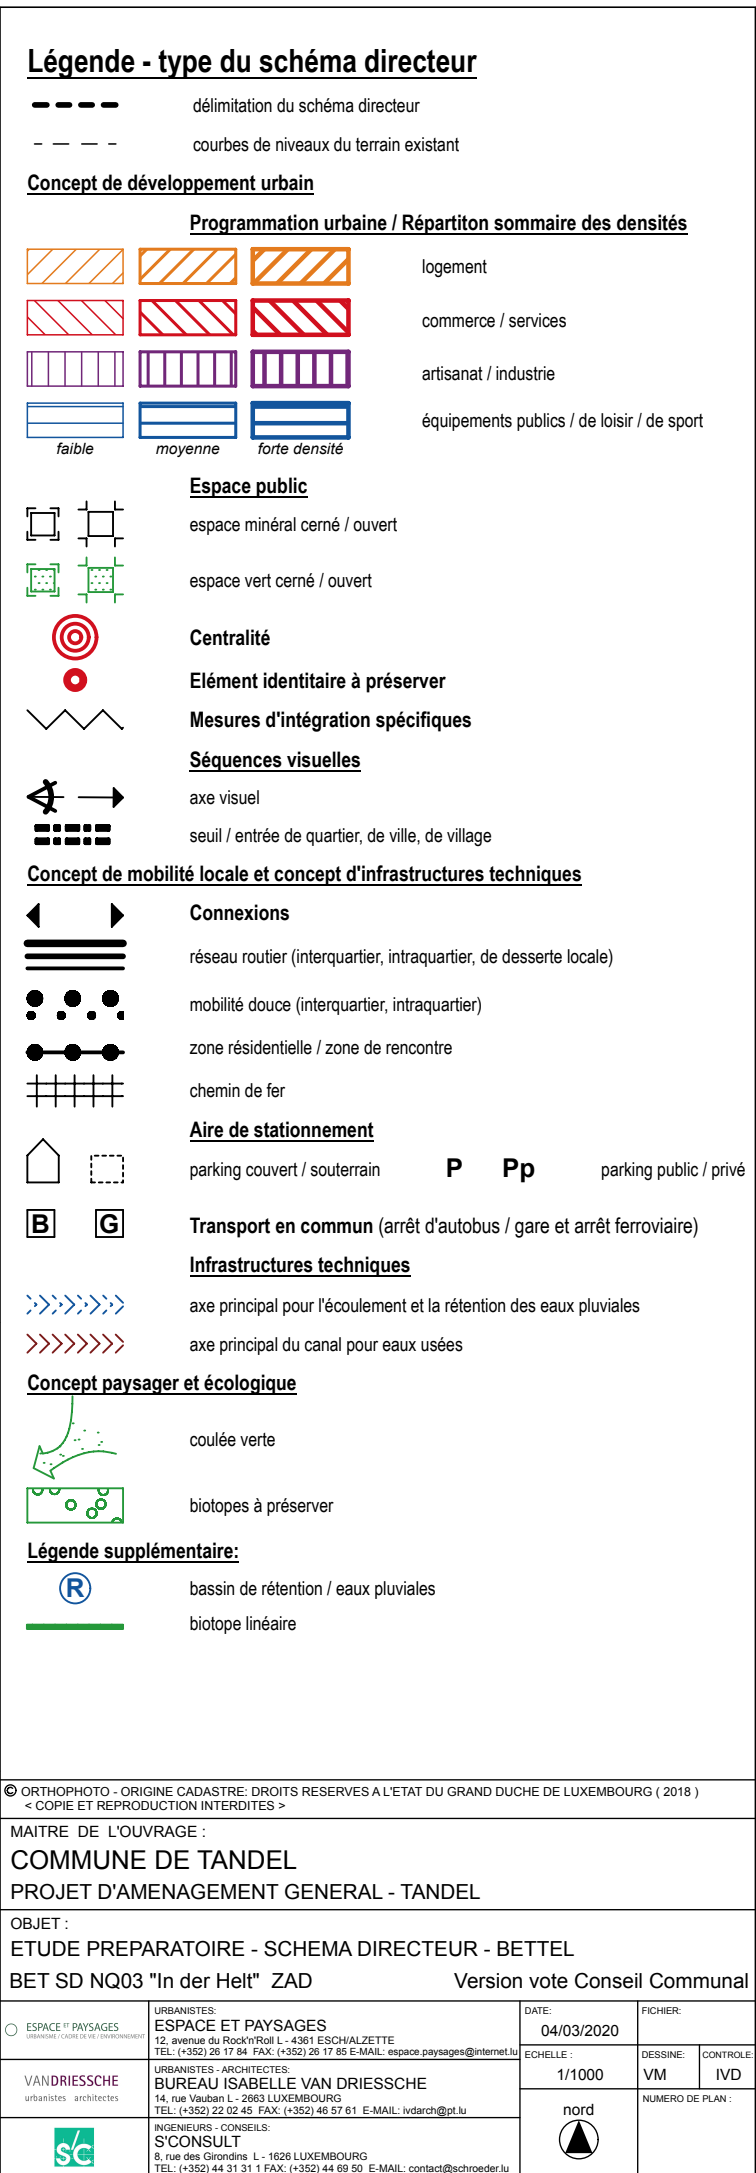 Légende - type du schéma directeur
délimitation du schéma directeur
courbes de niveaux du terrain existant
Concept de développement urbain
Programmation urbaine / Répartiton sommaire des densités
logement
commerce / services
artisanat / industrie
équipements publics / de loisir / de sport
faible moyenne forte densité
Espace public
espace minéral cerné / ouvert
espace vert cerné / ouvert
Centralité
Elément identitaire à préserver
Mesures d'intégration spécifiques
Séquences visuelles
axe visuel
seuil / entrée de quartier, de ville, de village
Concept de mobilité locale et concept d'infrastructures techniques
Connexions
réseau routier (interquartier, intraquartier, de desserte locale)
mobilité douce (interquartier, intraquartier)
zone résidentielle / zone de rencontre
chemin de fer
Aire de stationnement
parking couvert / souterrain P Pp parking public / privé
B G Transport en commun (arrêt d'autobus / gare et arrêt ferroviaire)
Infrastructures techniques
axe principal pour l'écoulement et la rétention des eaux pluviales
axe principal du canal pour eaux usées
Concept paysager et écologique
coulée verte
biotopes à préserver
Légende supplémentaire:
R bassin de rétention / eaux pluviales
biotope linéaire
© ORTHOPHOTO - ORIGINE CADASTRE: DROITS RESERVES A L'ETAT DU GRAND DUCHE DE LUXEMBOURG ( 2018 )
< COPIE ET REPRODUCTION INTERDITES >
MAITRE DE L'OUVRAGE :
COMMUNE DE TANDEL
PROJET D'AMENAGEMENT GENERAL - TANDEL
OBJET :
ETUDE PREPARATOIRE - SCHEMA DIRECTEUR - BETTEL
BET SD NQ03 "In der Helt" ZAD Version vote Conseil Communal
ESPACE ET PAYSAGES
URBANISME / CADRE DE VIE / ENVIRONNEMENT
URBANISTES:
ESPACE ET PAYSAGES
12, avenue du Rock'n'Roll L - 4361 ESCH/ALZETTE
TEL: (+352) 26 17 84 FAX: (+352) 26 17 85 E-MAIL: espace.paysages@internet.lu
DATE:
04/03/2020
FICHIER:
VANDRIESSCHE
urbanistes architectes
URBANISTES - ARCHITECTES:
BUREAU ISABELLE VAN DRIESSCHE
14, rue Vauban L - 2663 LUXEMBOURG
TEL: (+352) 22 02 45 FAX: (+352) 46 57 61 E-MAIL: ivdarch@pt.lu
ECHELLE :
1/1000
DESSINE:
VM
CONTROLE:
IVD
nord
NUMERO DE PLAN :
s/c
INGENIEURS - CONSEILS:
S'CONSULT
8, rue des Girondins L - 1626 LUXEMBOURG
TEL: (+352) 44 31 31 1 FAX: (+352) 44 69 50 E-MAIL: contact@schroeder.lu